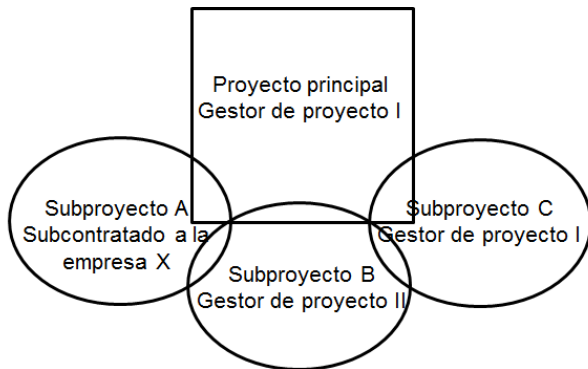 Proyecto principal
Gestor de proyecto I
Subproyecto A
Subcontratado a la
empresa X
Subproyecto B
Gestor de proyecto II
Subproyecto C
Gestor de proyecto I